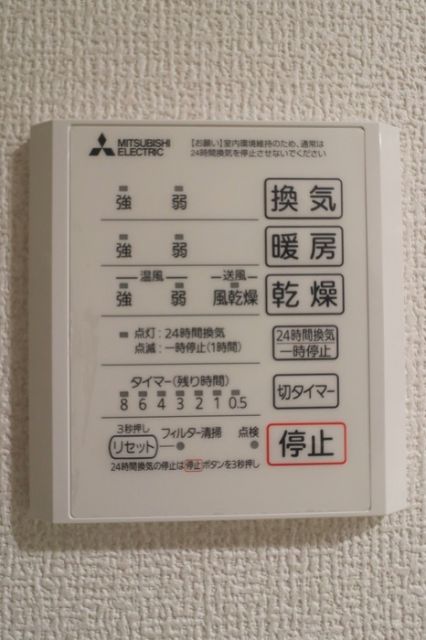 MITSUBISHI
ELECTRIC
【お願い】室内環境維持のため、通常は
24時間換気を停止させないでください
強 弱 換気
強 弱 暖房
温風 送風
強 弱 風乾燥 乾燥
点灯:24時間換気
点滅:一時停止(1時間)
24時間換気
一時停止
タイマー(残り時間)
8 6 4 3 2 1 0.5
切タイマー
3秒押し
リセット フィルター清掃 点検
停止
24時間換気の停止は停止ボタンを3秒押し